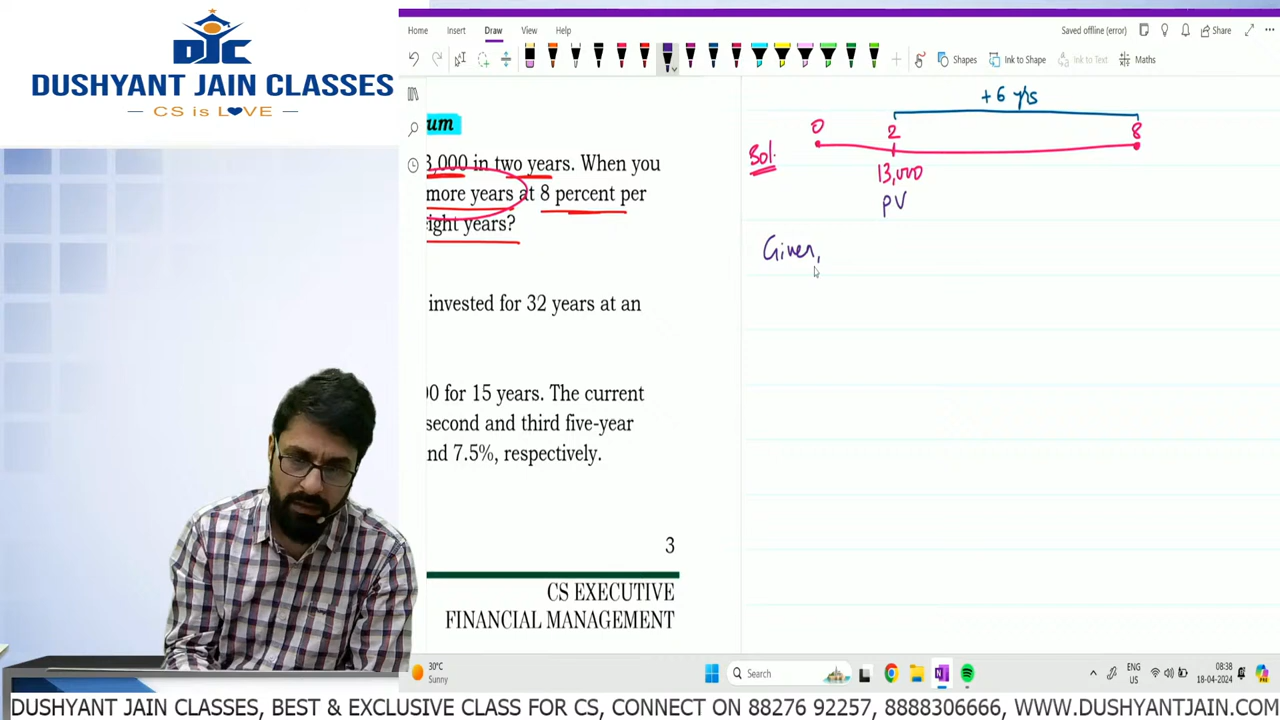 DJC
DUSHYANT JAIN CLASSES
CS is LOVE
Home Insert Draw View Help
Saved offline (error) Share
Shapes Ink to Shape Ink to Text Maths
um
3,000 in two years. When you
more years at 8 percent per
eight years?
invested for 32 years at an
00 for 15 years. The current
second and third five-year
nd 7.5%, respectively.
3
CS EXECUTIVE
FINANCIAL MANAGEMENT
+6 yrs
0 2 8
Sol.
13,000
PV
Given,
30°C
Sunny
Search
ENG
US
08:38
18-04-2024
DUSHYANT JAIN CLASSES, BEST & EXCLUSIVE CLASS FOR CS, CONNECT ON 88276 92257, 8888306666, WWW.DUSHYANTJAIN.COM